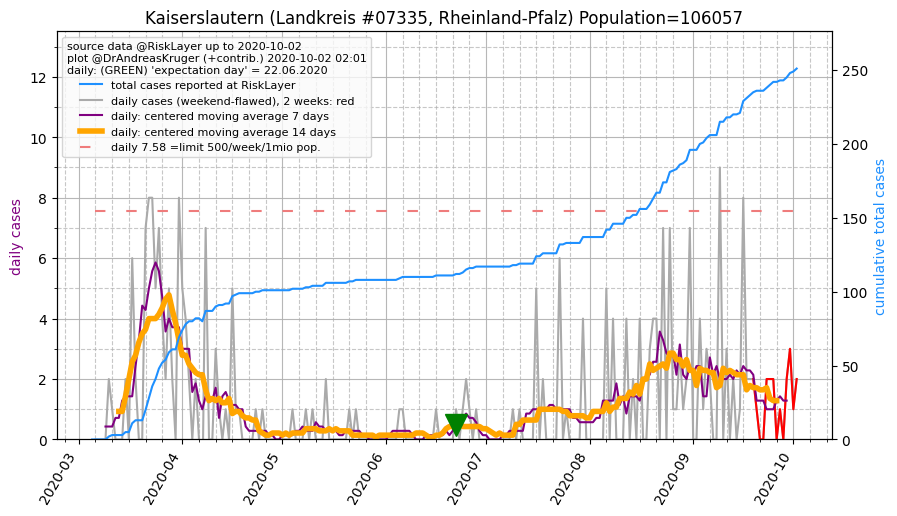 Kaiserslautern (Landkreis #07335, Rheinland-Pfalz) Population=106057
source data @RiskLayer up to 2020-10-02
plot @DrAndreasKruger (+contrib.) 2020-10-02 02:01
daily: (GREEN) 'expectation day' = 22.06.2020
total cases reported at RiskLayer
daily cases (weekend-flawed), 2 weeks: red
daily: centered moving average 7 days
daily: centered moving average 14 days
daily 7.58 =limit 500/week/1mio pop.
daily cases
12
10
8
6
4
2
0
cumulative total cases
250
200
150
100
50
0
2020-03
2020-04
2020-05
2020-06
2020-07
2020-08
2020-09
2020-10